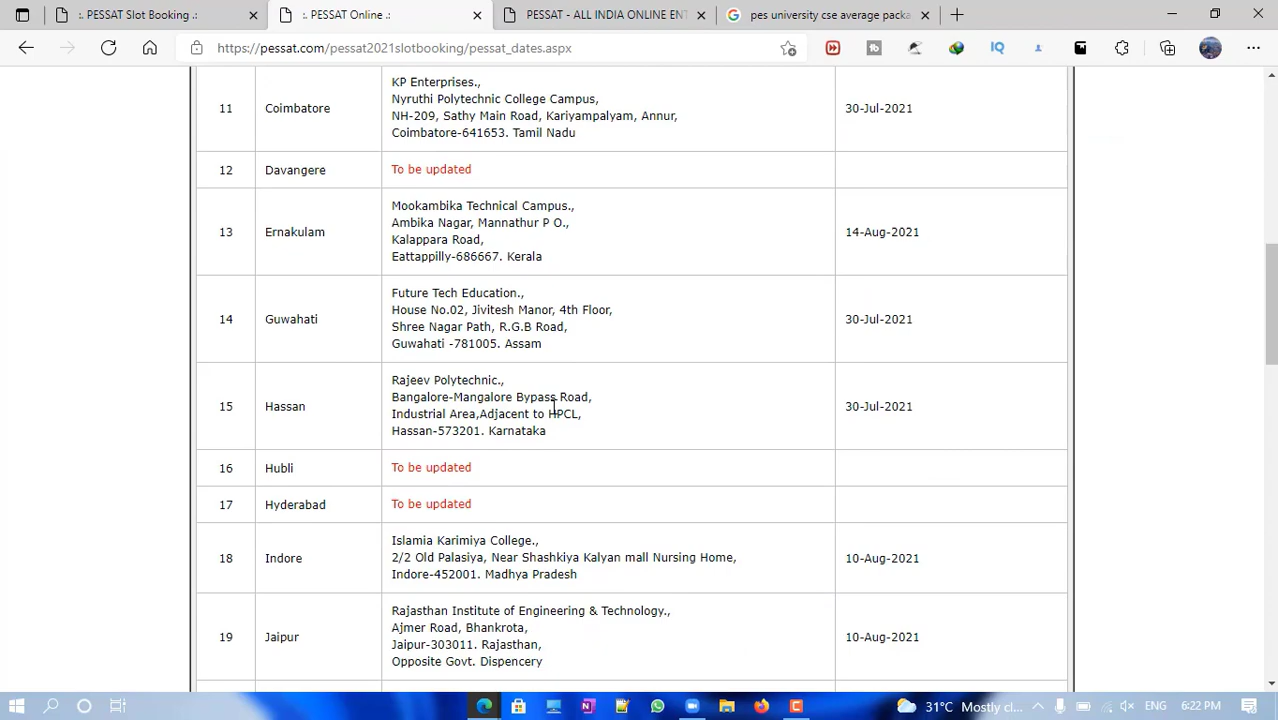 :. PESSAT Slot Booking .:
:. PESSAT Online .:
PESSAT - ALL INDIA ONLINE ENT
pes university cse average packa
https://pessat.com/pessat2021slotbooking/pessat_dates.aspx
IQ
11
Coimbatore
KP Enterprises.,
Nyruthi Polytechnic College Campus,
NH-209, Sathy Main Road, Kariyampalyam, Annur,
Coimbatore-641653. Tamil Nadu
30-Jul-2021
12
Davangere
To be updated
13
Ernakulam
Mookambika Technical Campus.,
Ambika Nagar, Mannathur P O.,
Kalappara Road,
Eattappilly-686667. Kerala
14-Aug-2021
14
Guwahati
Future Tech Education.,
House No.02, Jivitesh Manor, 4th Floor,
Shree Nagar Path, R.G.B Road,
Guwahati -781005. Assam
30-Jul-2021
15
Hassan
Rajeev Polytechnic.,
Bangalore-Mangalore Bypass Road,
Industrial Area,Adjacent to HPCL,
Hassan-573201. Karnataka
30-Jul-2021
16
Hubli
To be updated
17
Hyderabad
To be updated
18
Indore
Islamia Karimiya College.,
2/2 Old Palasiya, Near Shashkiya Kalyan mall Nursing Home,
Indore-452001. Madhya Pradesh
10-Aug-2021
19
Jaipur
Rajasthan Institute of Engineering & Technology.,
Ajmer Road, Bhankrota,
Jaipur-303011. Rajasthan,
Opposite Govt. Dispencery
10-Aug-2021
31°C Mostly cl...
6:22 PM